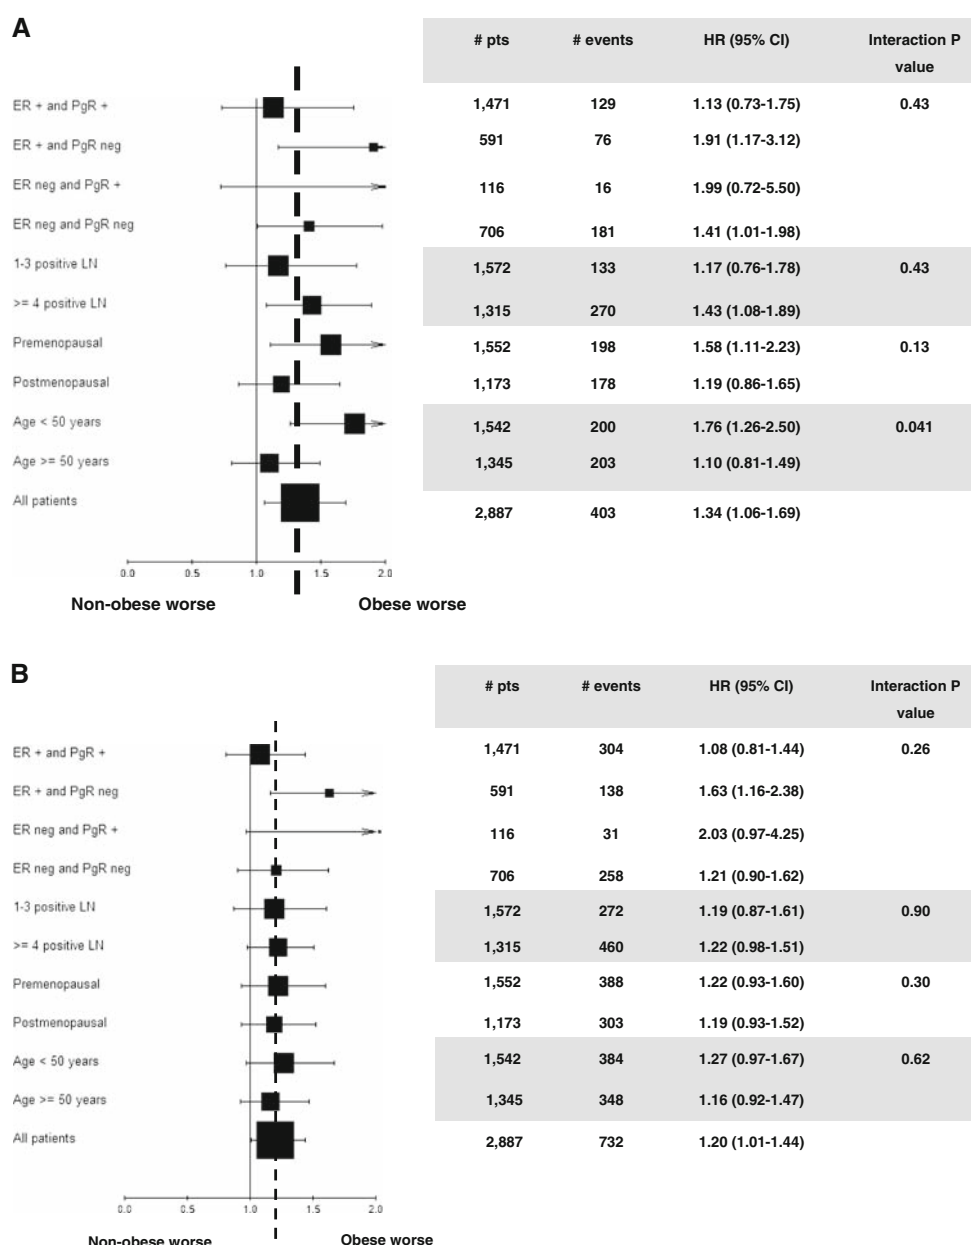 A
# pts # events HR (95% CI) Interaction P
value
ER + and PgR + 1,471 129 1.13 (0.73-1.75) 0.43
ER + and PgR neg 591 76 1.91 (1.17-3.12)
ER neg and PgR + 116 16 1.99 (0.72-5.50)
ER neg and PgR neg 706 181 1.41 (1.01-1.98)
1-3 positive LN 1,572 133 1.17 (0.76-1.78) 0.43
>= 4 positive LN 1,315 270 1.43 (1.08-1.89)
Premenopausal 1,552 198 1.58 (1.11-2.23) 0.13
Postmenopausal 1,173 178 1.19 (0.86-1.65)
Age < 50 years 1,542 200 1.76 (1.26-2.50) 0.041
Age >= 50 years 1,345 203 1.10 (0.81-1.49)
All patients 2,887 403 1.34 (1.06-1.69)
0.0 1.0 1.5 2.0
Non-obese worse Obese worse
B
# pts # events HR (95% CI) Interaction P
value
ER + and PgR + 1,471 304 1.08 (0.81-1.44) 0.26
ER + and PgR neg 591 138 1.63 (1.16-2.38)
ER neg and PgR + 116 31 2.03 (0.97-4.25)
ER neg and PgR neg 706 258 1.21 (0.90-1.62)
1-3 positive LN 1,572 272 1.19 (0.87-1.61) 0.90
>= 4 positive LN 1,315 460 1.22 (0.98-1.51)
Premenopausal 1,552 388 1.22 (0.93-1.60) 0.30
Postmenopausal 1,173 303 1.19 (0.93-1.52)
Age < 50 years 1,542 384 1.27 (0.97-1.67) 0.62
Age >= 50 years 1,345 348 1.16 (0.92-1.47)
All patients 2,887 732 1.20 (1.01-1.44)
0.0 1.0 1.5 2.0
Non-obese worse Obese worse